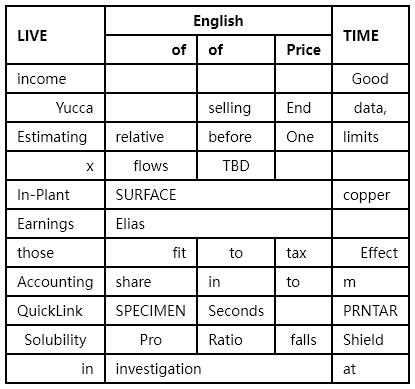 LIVE English TIME
of of Price
income Good
Yucca selling End data,
Estimating relative before One limits
x flows TBD
In-Plant SURFACE copper
Earnings Elias
those fit to tax Effect
Accounting share in to m
QuickLink SPECIMEN Seconds PRNTAR
Solubility Pro Ratio falls Shield
in investigation at